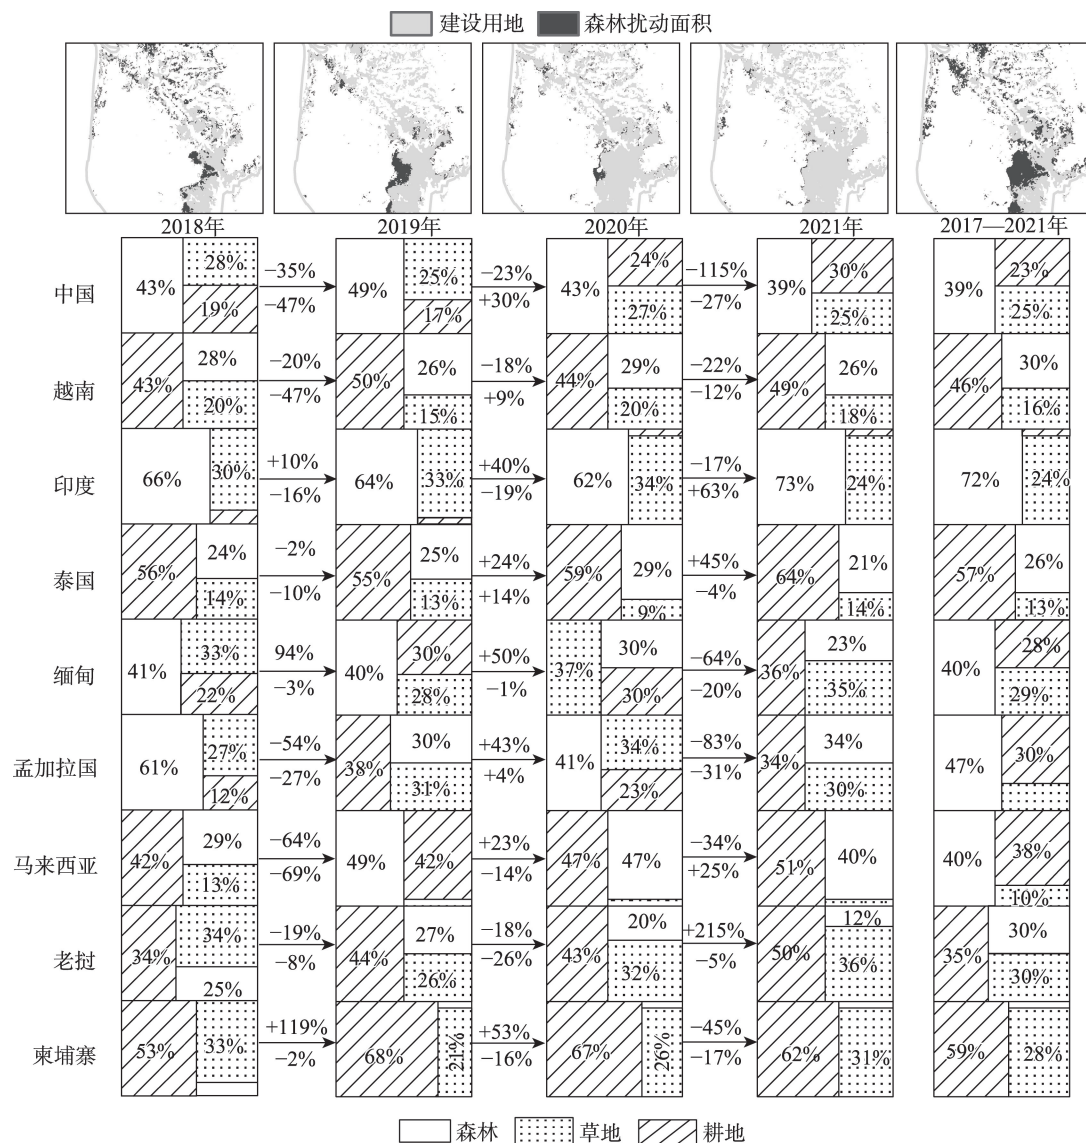 建设用地 森林扰动面积
2018年 2019年 2020年 2021年 2017—2021年
中国 43% 28% 19% −35% −47% 49% 25% 17% −23% +30% 43% 24% 27% −115% −27% 39% 30% 25% 39% 23% 25%
越南 43% 28% 20% −20% −47% 50% 26% 15% −18% +9% 44% 29% 20% −22% −12% 49% 26% 18% 46% 30% 16%
印度 66% 30% +10% −16% 64% 33% +40% −19% 62% 34% −17% +63% 73% 24% 72% 24%
泰国 56% 24% 14% −2% −10% 55% 25% 13% +24% +14% 59% 29% 9% +45% −4% 64% 21% 14% 57% 26% 13%
缅甸 41% 33% 22% 94% −3% 40% 30% 28% +50% −1% 37% 30% 30% −64% −20% 36% 23% 35% 40% 28% 29%
孟加拉国 61% 27% 12% −54% −27% 38% 30% 31% +43% +4% 41% 34% 23% −83% −31% 34% 34% 30% 47% 30%
马来西亚 42% 29% 13% −64% −69% 49% 42% +23% −14% 47% 47% −34% +25% 51% 40% 40% 38% 10%
老挝 34% 34% 25% −19% −8% 44% 27% 26% −18% −26% 43% 20% 32% +215% −5% 50% 12% 36% 35% 30% 30%
柬埔寨 53% 33% +119% −2% 68% 21% +53% −16% 67% 26% −45% −17% 62% 31% 59% 28%
森林 草地 耕地